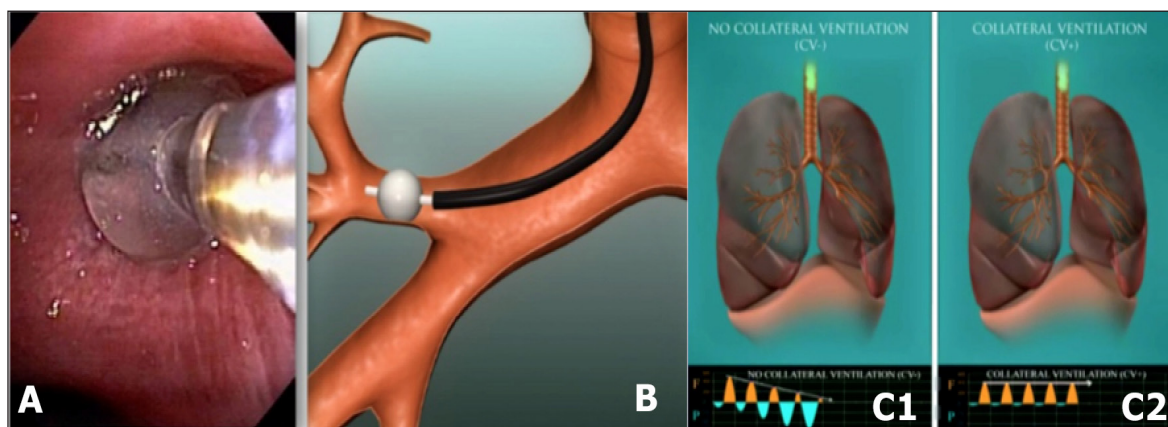 A
B
NO COLLATERAL VENTILATION
(CV-)
F
P
NO COLLATERAL VENTILATION (CV-)
C1
COLLATERAL VENTILATION
(CV+)
F
P
COLLATERAL VENTILATION (CV+)
C2